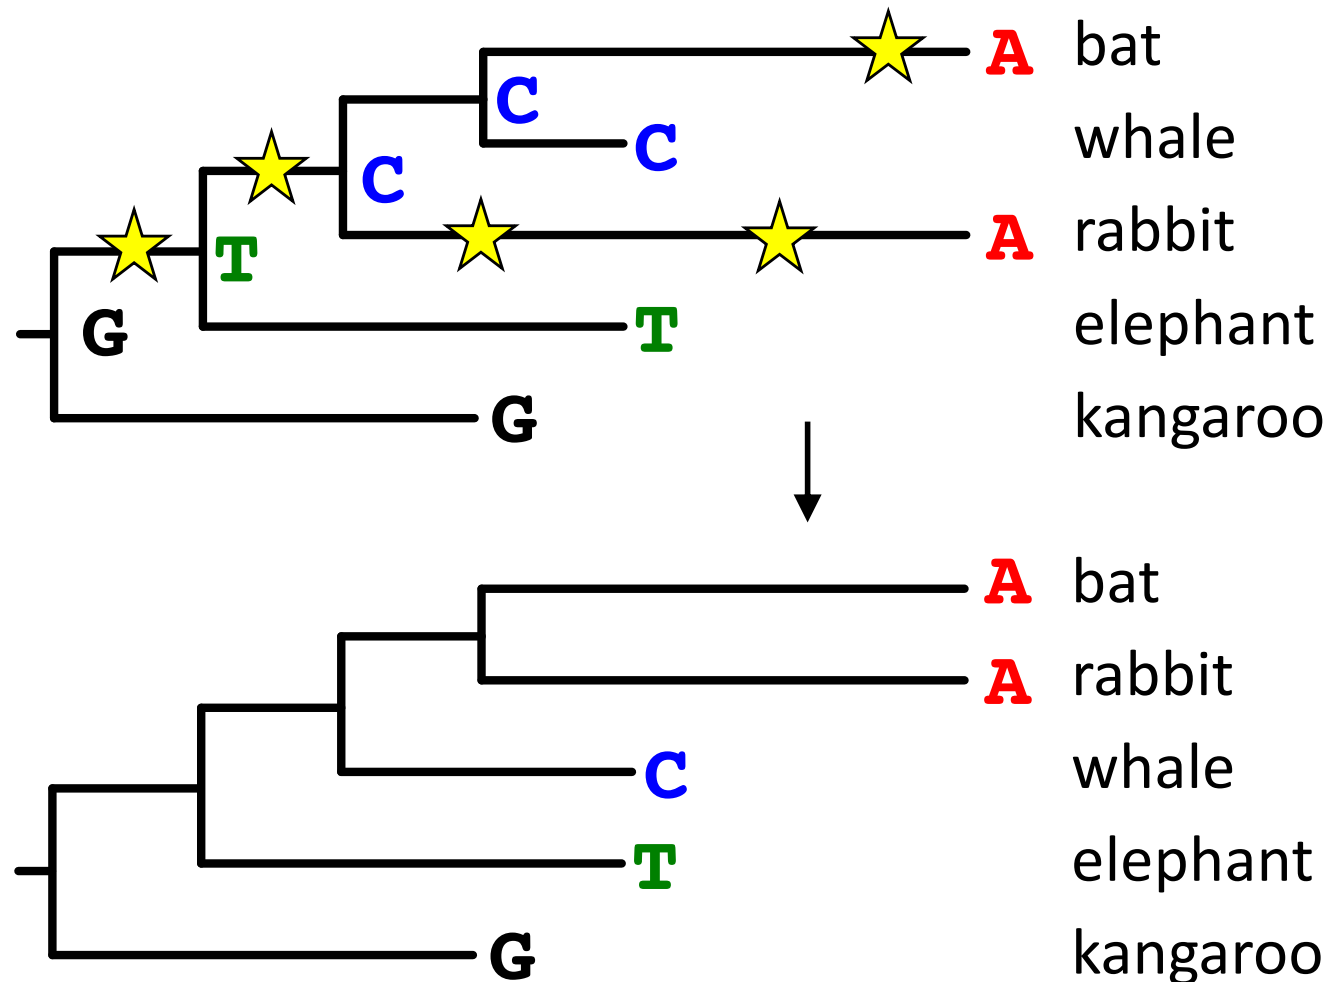 A bat
C
C whale
C
A rabbit
T
T elephant
G
G kangaroo
A bat
A rabbit
C whale
T elephant
G kangaroo